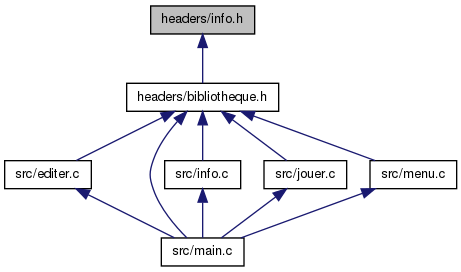 headers/info.h
headers/bibliotheque.h
src/editer.c
src/info.c
src/jouer.c
src/menu.c
src/main.c